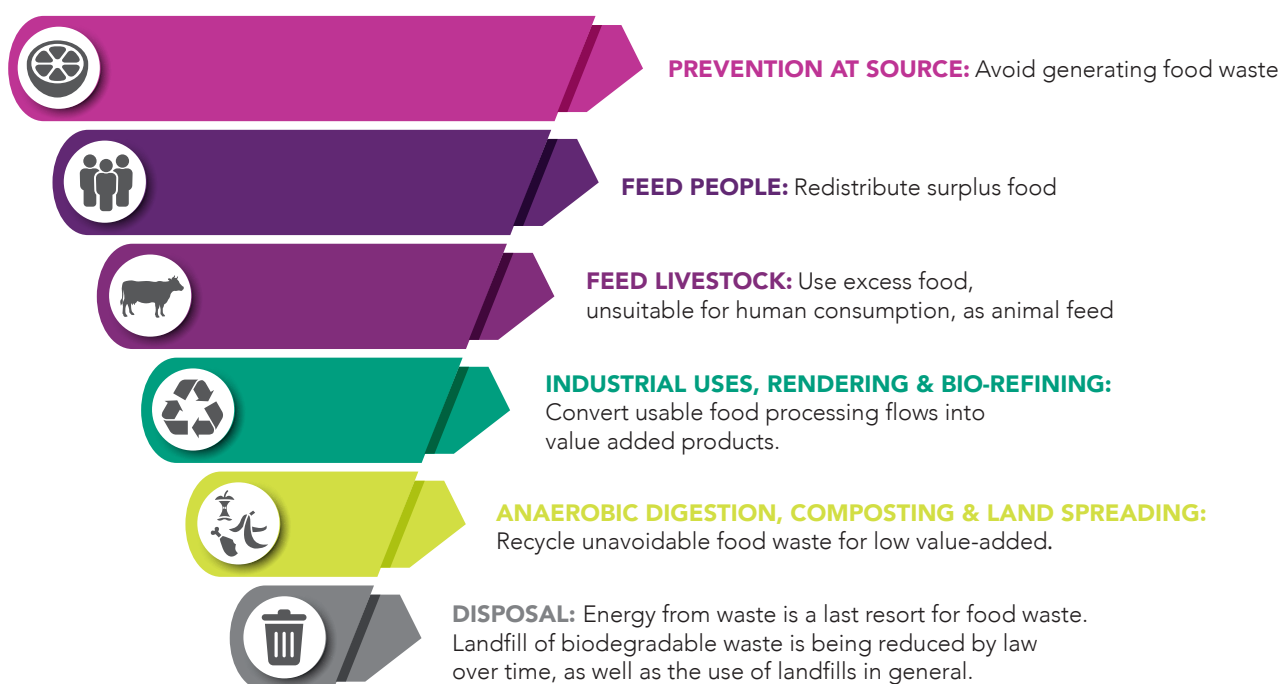 PREVENTION AT SOURCE: Avoid generating food waste
FEED PEOPLE: Redistribute surplus food
FEED LIVESTOCK: Use excess food,
unsuitable for human consumption, as animal feed
INDUSTRIAL USES, RENDERING & BIO-REFINING:
Convert usable food processing flows into
value added products.
ANAEROBIC DIGESTION, COMPOSTING & LAND SPREADING:
Recycle unavoidable food waste for low value-added.
DISPOSAL: Energy from waste is a last resort for food waste.
Landfill of biodegradable waste is being reduced by law
over time, as well as the use of landfills in general.